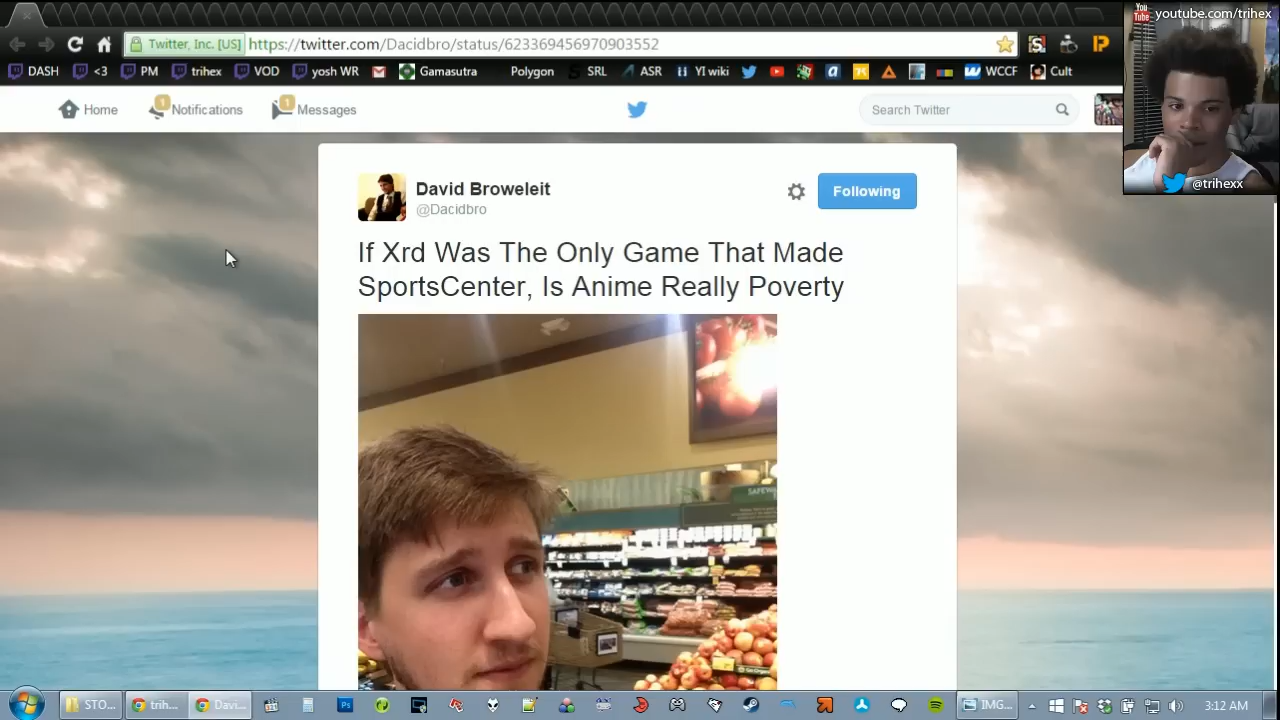 youtube.com/trihex
Twitter, Inc. [US] https://twitter.com/Dacidbro/status/623369456970903552
DASH <3 PM trihex VOD yosh WR Gamasutra Polygon SRL ASR YI wiki WCCF Cult
Home 1 Notifications 1 Messages Search Twitter
@trihexx
David Broweleit
@Dacidbro
Following
If Xrd Was The Only Game That Made
SportsCenter, Is Anime Really Poverty
SAFEWA
STO... trih... Davi... IMG... 3:12 AM